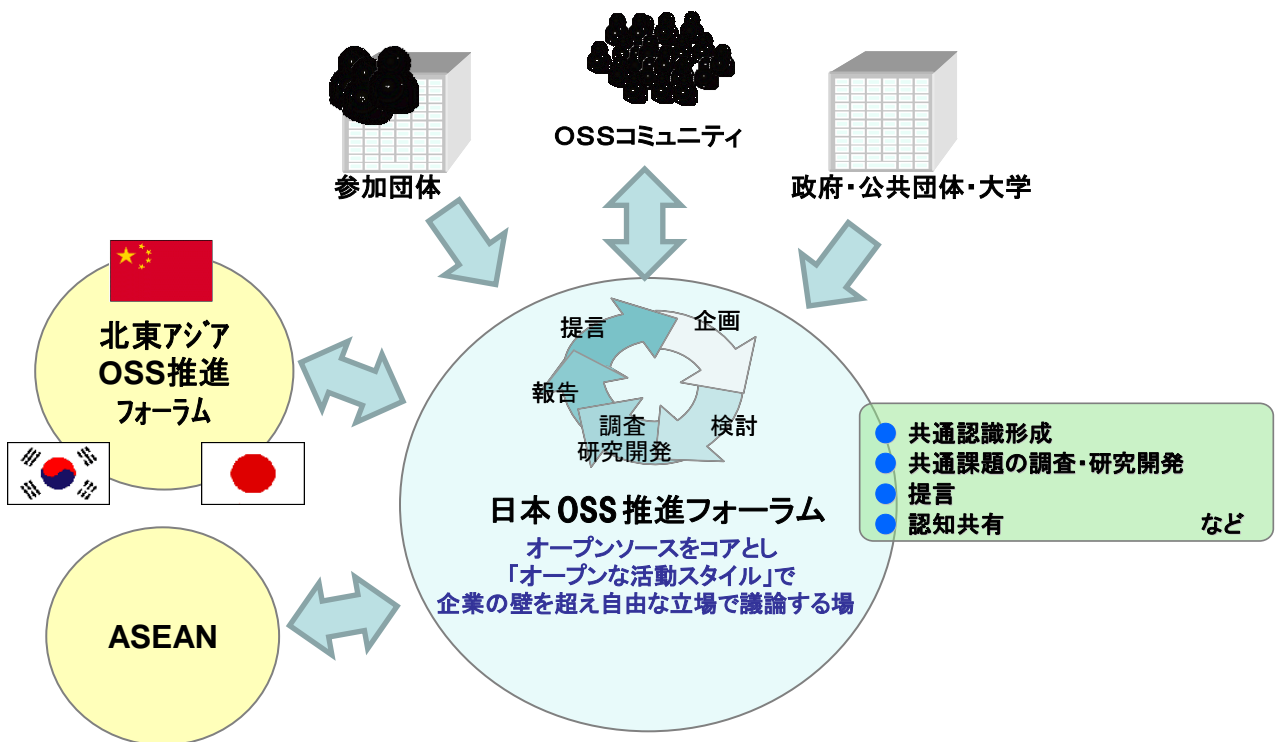 OSSコミュニティ
参加団体
政府・公共団体・大学
北東アジア
OSS推進
フォーラム
ASEAN
提言
企画
報告
検討
調査
研究開発
日本 OSS 推進フォーラム
オープンソースをコアとし
「オープンな活動スタイル」で
企業の壁を超え自由な立場で議論する場
● 共通認識形成
● 共通課題の調査・研究開発
● 提言
● 認知共有 など